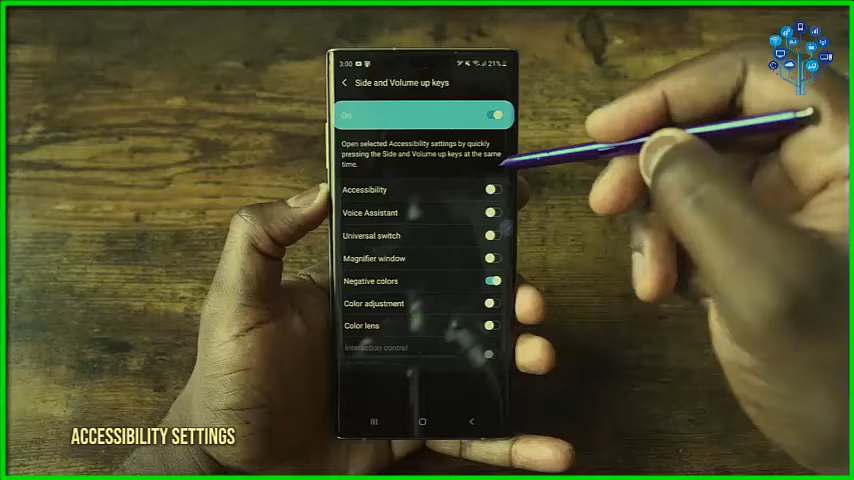 3:00
21%
Side and Volume up keys
On
Open selected Accessibility settings by quickly
pressing the Side and Volume up keys at the same
time.
Accessibility
Voice Assistant
Universal switch
Magnifier window
Negative colors
Color adjustment
Color lens
Interaction control
ACCESSIBILITY SETTINGS